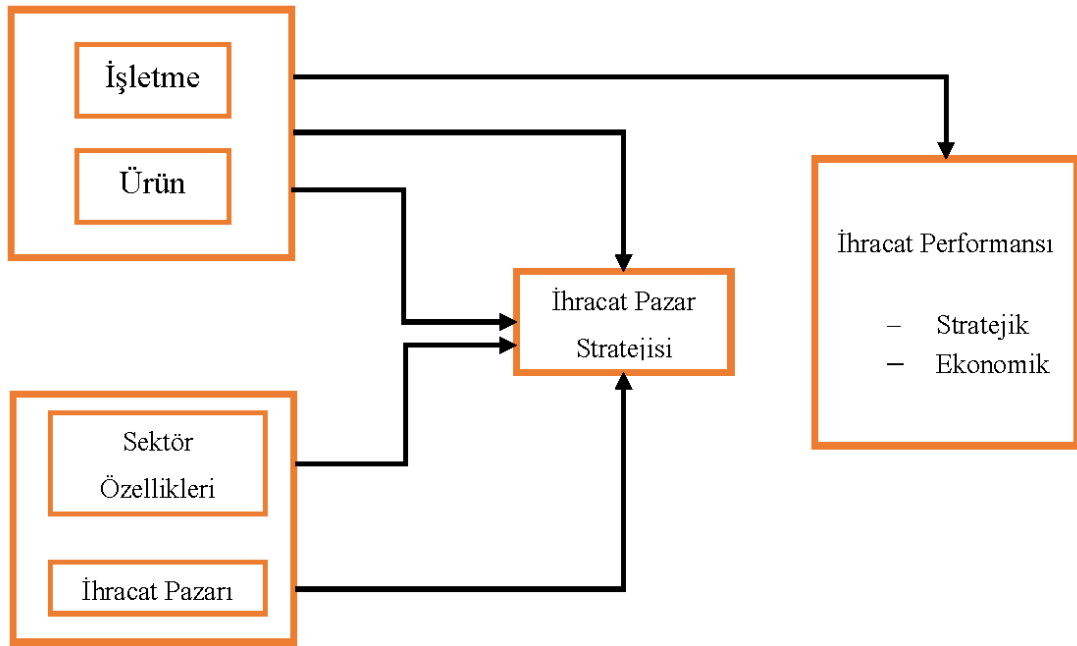 İşletme
Ürün
İhracat Performansı
– Stratejik
– Ekonomik
İhracat Pazar
Stratejisi
Sektör
Özellikleri
İhracat Pazarı